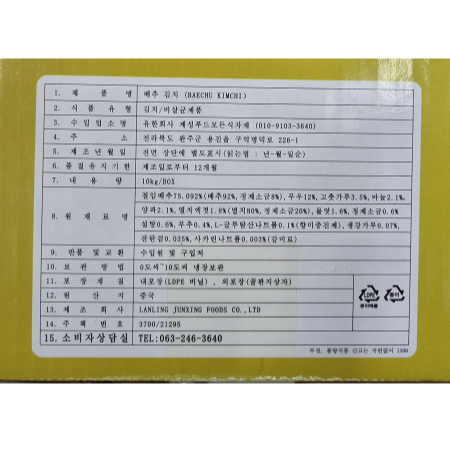 1. 제 품 명 배추 김치 (BAECHU KIMCHI)
2. 식 품 유 형 김치/비살균제품
3. 수 입 업 소 명 유한회사 제성푸드모든식자재 (010-9103-3640)
4. 주 소 전라북도 완주군 용진읍 구억명덕로 226-1
5. 제 조 년 월 일 전면 상단에 별도표시(읽는법 : 년-월-일순)
6. 품 질 유 지 기 한 제조일로부터 12개월
7. 내 용 량 10kg/BOX
8. 원 재 료 명 절임배추75.092%(배추92%, 정제소금8%), 무우12%, 고춧가루3.5%, 마늘2.1%,
양파2.1%, 멸치액젓1.8%(멸치80%, 정제소금20%), 물엿1.6%, 정제소금0.6%
설탕0.6%, 부추0.4%, L-글루탐산나트륨0.1%(향미증진제), 생강가루0.07%,
잔탄검0.035%, 사카린나트륨0.003%(감미료)
9. 반 품 및 교 환 수입원 및 구입처
10. 보 관 방 법 0도씨~10도씨 냉장보관
11. 포 장 재 질 내포장(LDPE 비닐) , 외포장(골판지상자)
12. 원 산 지 중국
13. 제 조 회 사 LANLING JUNXING FOODS CO.,LTD
14. 주 책 번 호 3700/21295
15. 소 비 자 상 담 실 TEL:063-246-3640
LDPE
분리배출
종이
부정, 불량식품 신고는 국번없이 1399